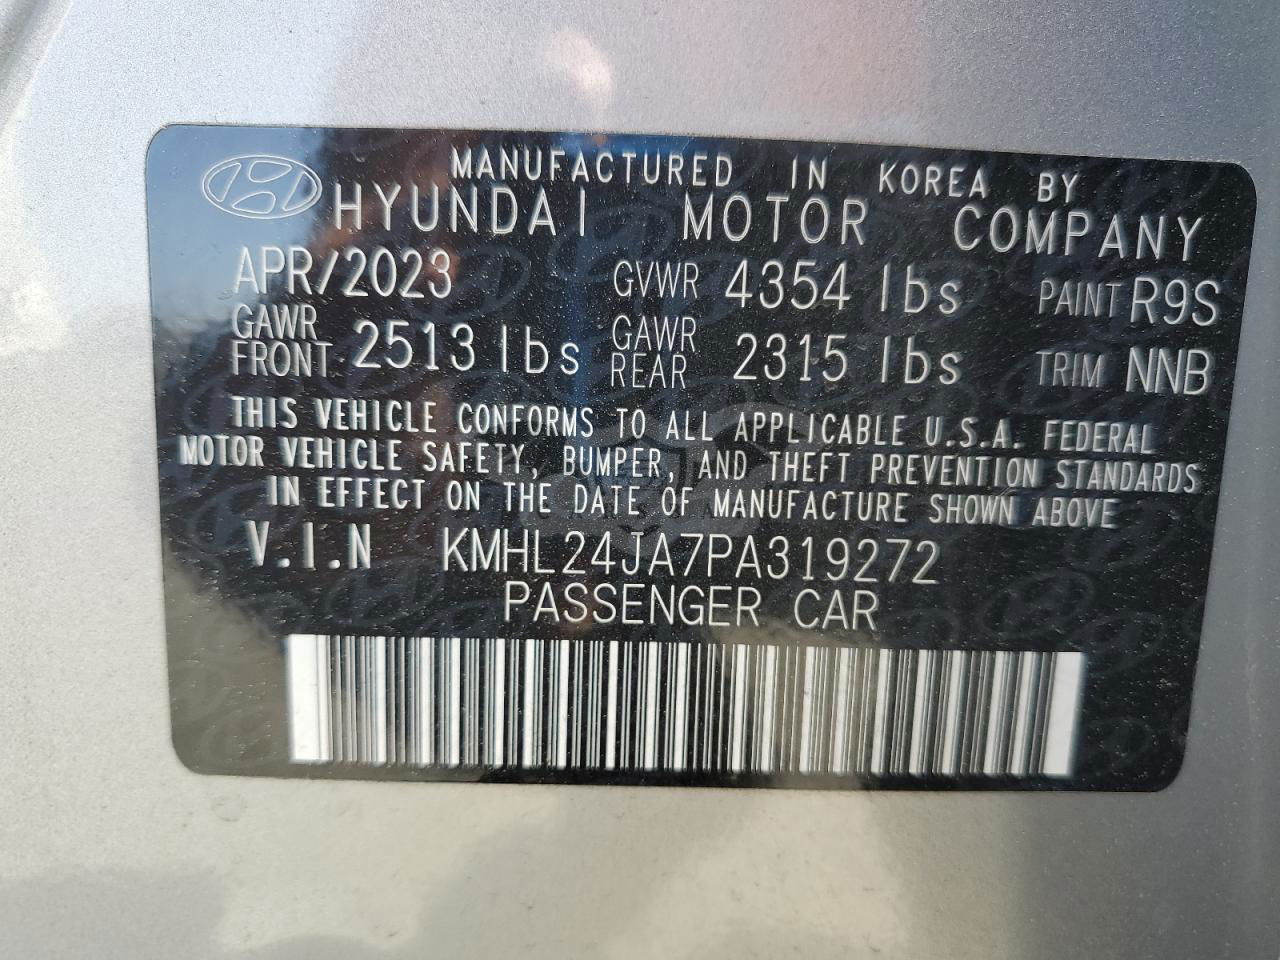 MANUFACTURED IN KOREA BY
HYUNDAI MOTOR COMPANY
APR/2023 GVWR 4354 lbs PAINT R9S
GAWR FRONT 2513 lbs GAWR REAR 2315 lbs TRIM NNB
THIS VEHICLE CONFORMS TO ALL APPLICABLE U.S.A. FEDERAL
MOTOR VEHICLE SAFETY, BUMPER, AND THEFT PREVENTION STANDARDS
IN EFFECT ON THE DATE OF MANUFACTURE SHOWN ABOVE
V.I.N KMHL24JA7PA319272
PASSENGER CAR